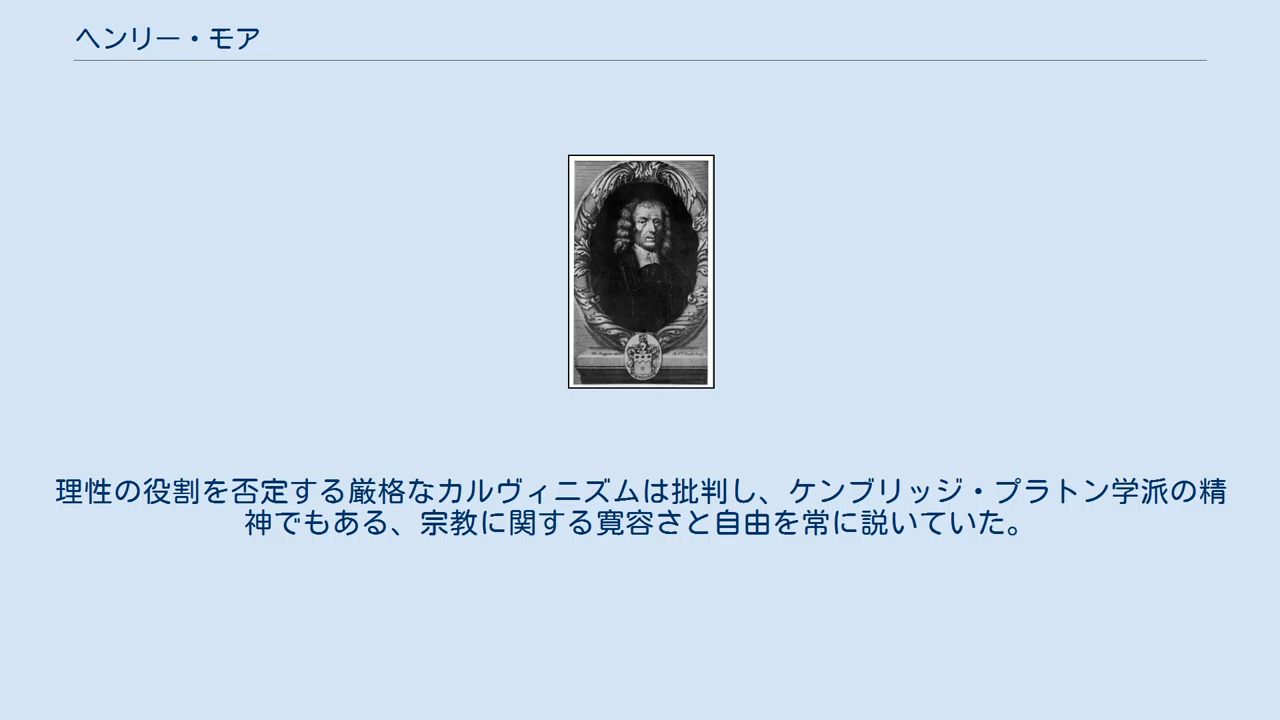 ヘンリー・モア
理性の役割を否定する厳格なカルヴィニズムは批判し、ケンブリッジ・プラトン学派の精
神でもある、宗教に関する寛容さと自由を常に説いていた。